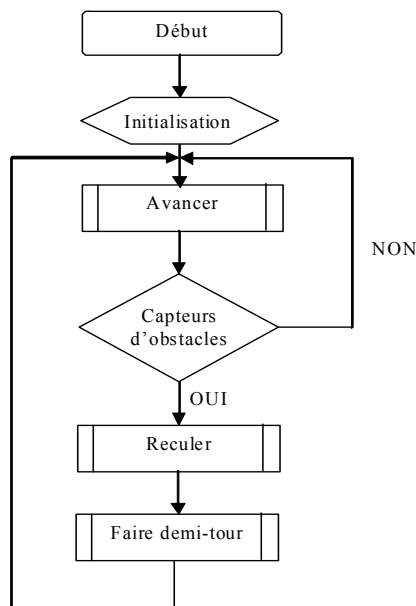 Début
Initialisation
Avancer
NON
Capteurs
d’obstacles
OUI
Reculer
Faire demi-tour